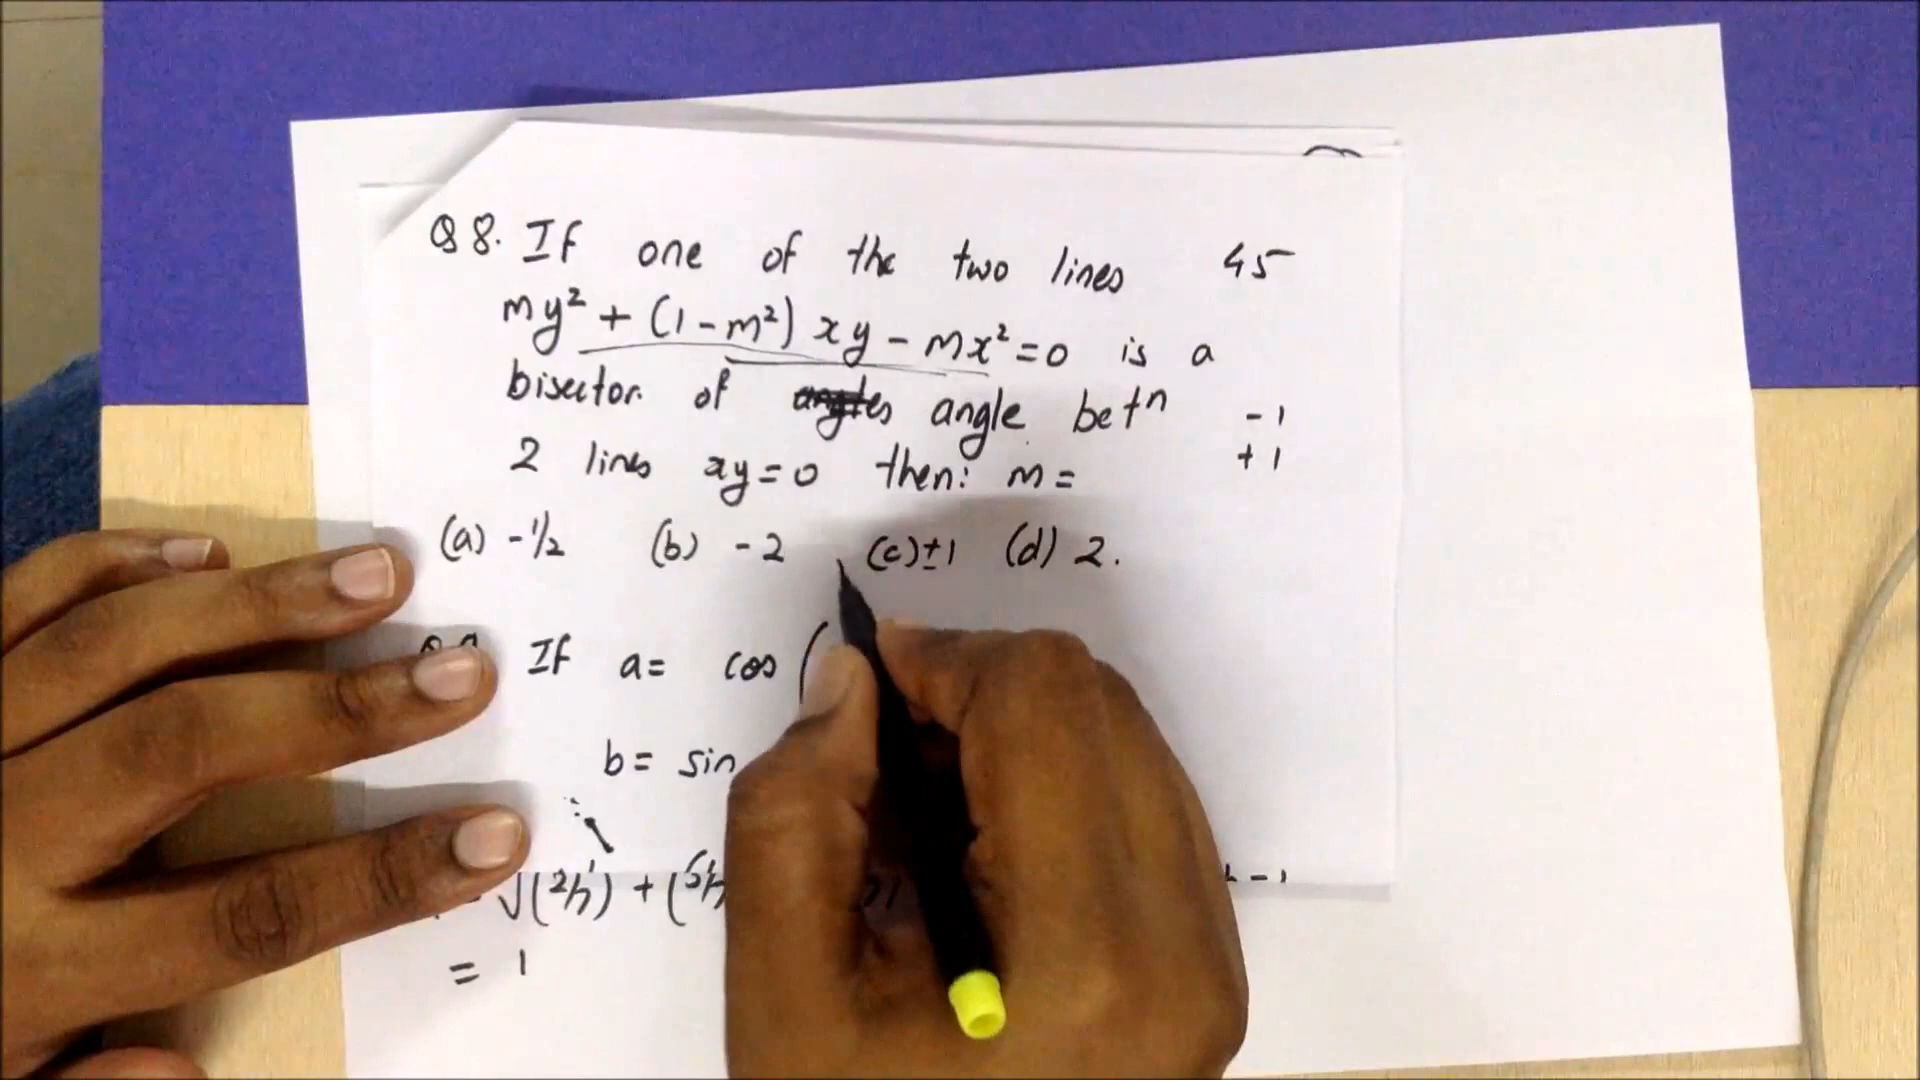 Q8. If one of the two lines 45
my² + (1 - m²) xy - mx² = 0 is a
bisector of angle betn - 1
2 lines xy = 0 then: m = + 1
(a) -1/2 (b) -2 (c) ±1 (d) 2.
If a = cos (
b = sin
= 1